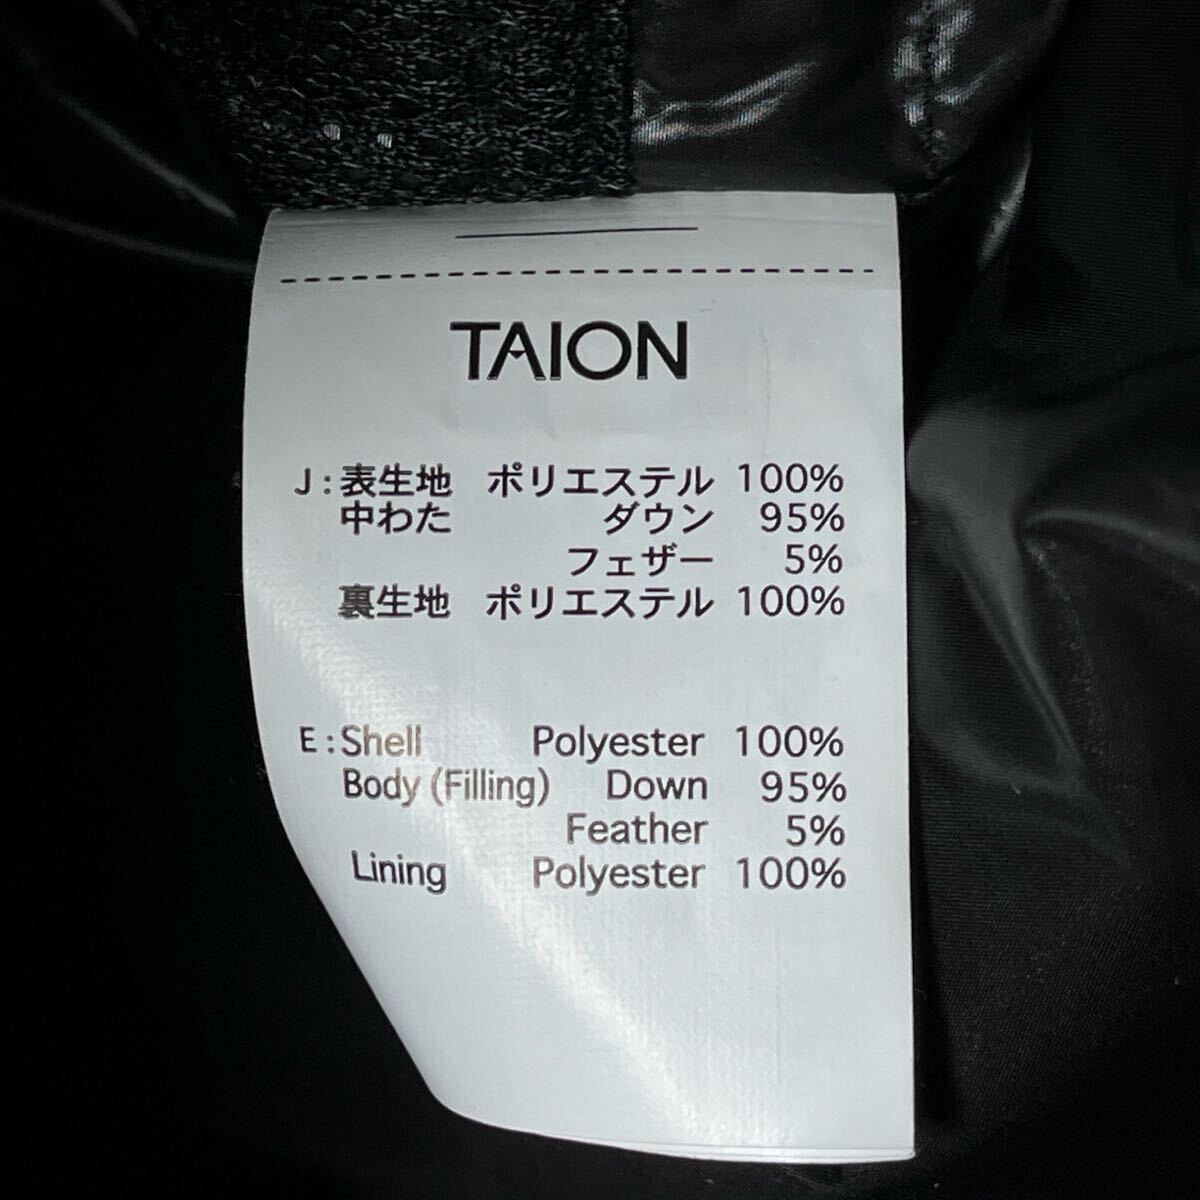 TAION
J:表生地 ポリエステル 100%
中わた ダウン 95%
フェザー 5%
裏生地 ポリエステル 100%
E:Shell Polyester 100%
Body (Filling) Down 95%
Feather 5%
Lining Polyester 100%